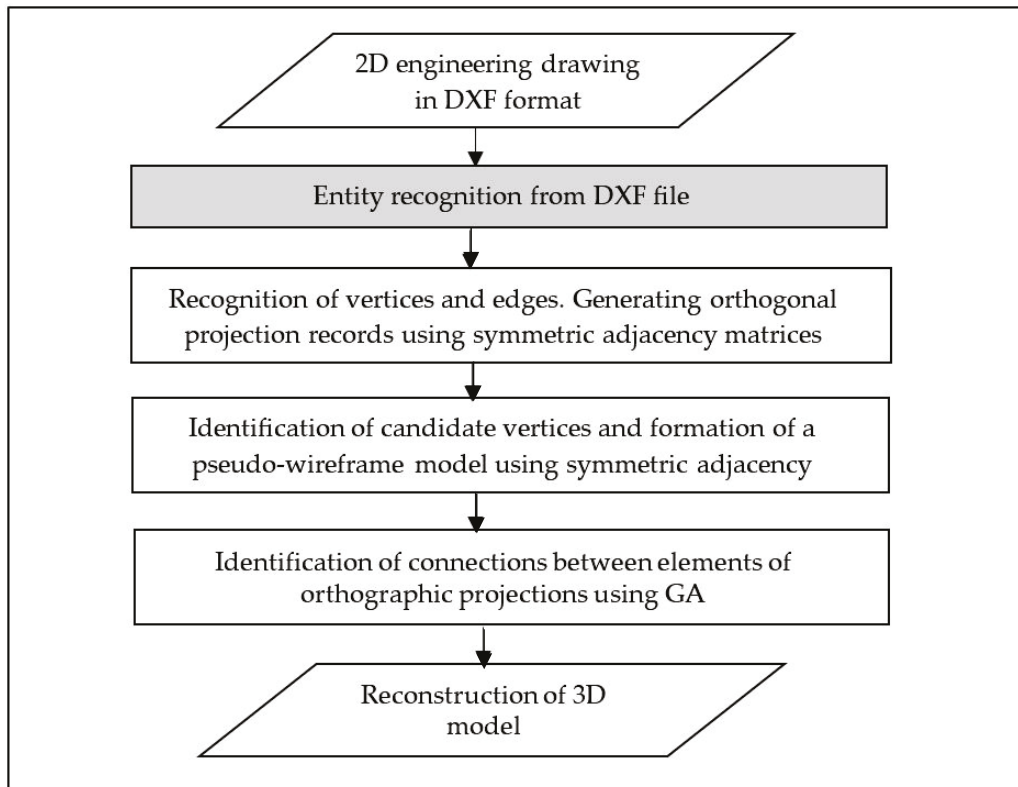 2D engineering drawing
in DXF format
Entity recognition from DXF file
Recognition of vertices and edges. Generating orthogonal
projection records using symmetric adjacency matrices
Identification of candidate vertices and formation of a
pseudo-wireframe model using symmetric adjacency
Identification of connections between elements of
orthographic projections using GA
Reconstruction of 3D
model